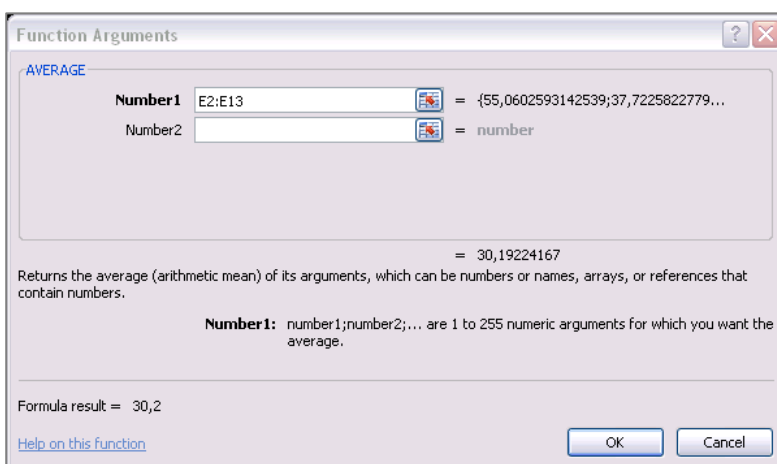 Function Arguments
AVERAGE
Number1 E2:E13 = {55,0602593142539;37,7225822779...
Number2 = number
= 30,19224167
Returns the average (arithmetic mean) of its arguments, which can be numbers or names, arrays, or references that
contain numbers.
Number1: number1;number2;... are 1 to 255 numeric arguments for which you want the
average.
Formula result = 30,2
Help on this function
OK Cancel